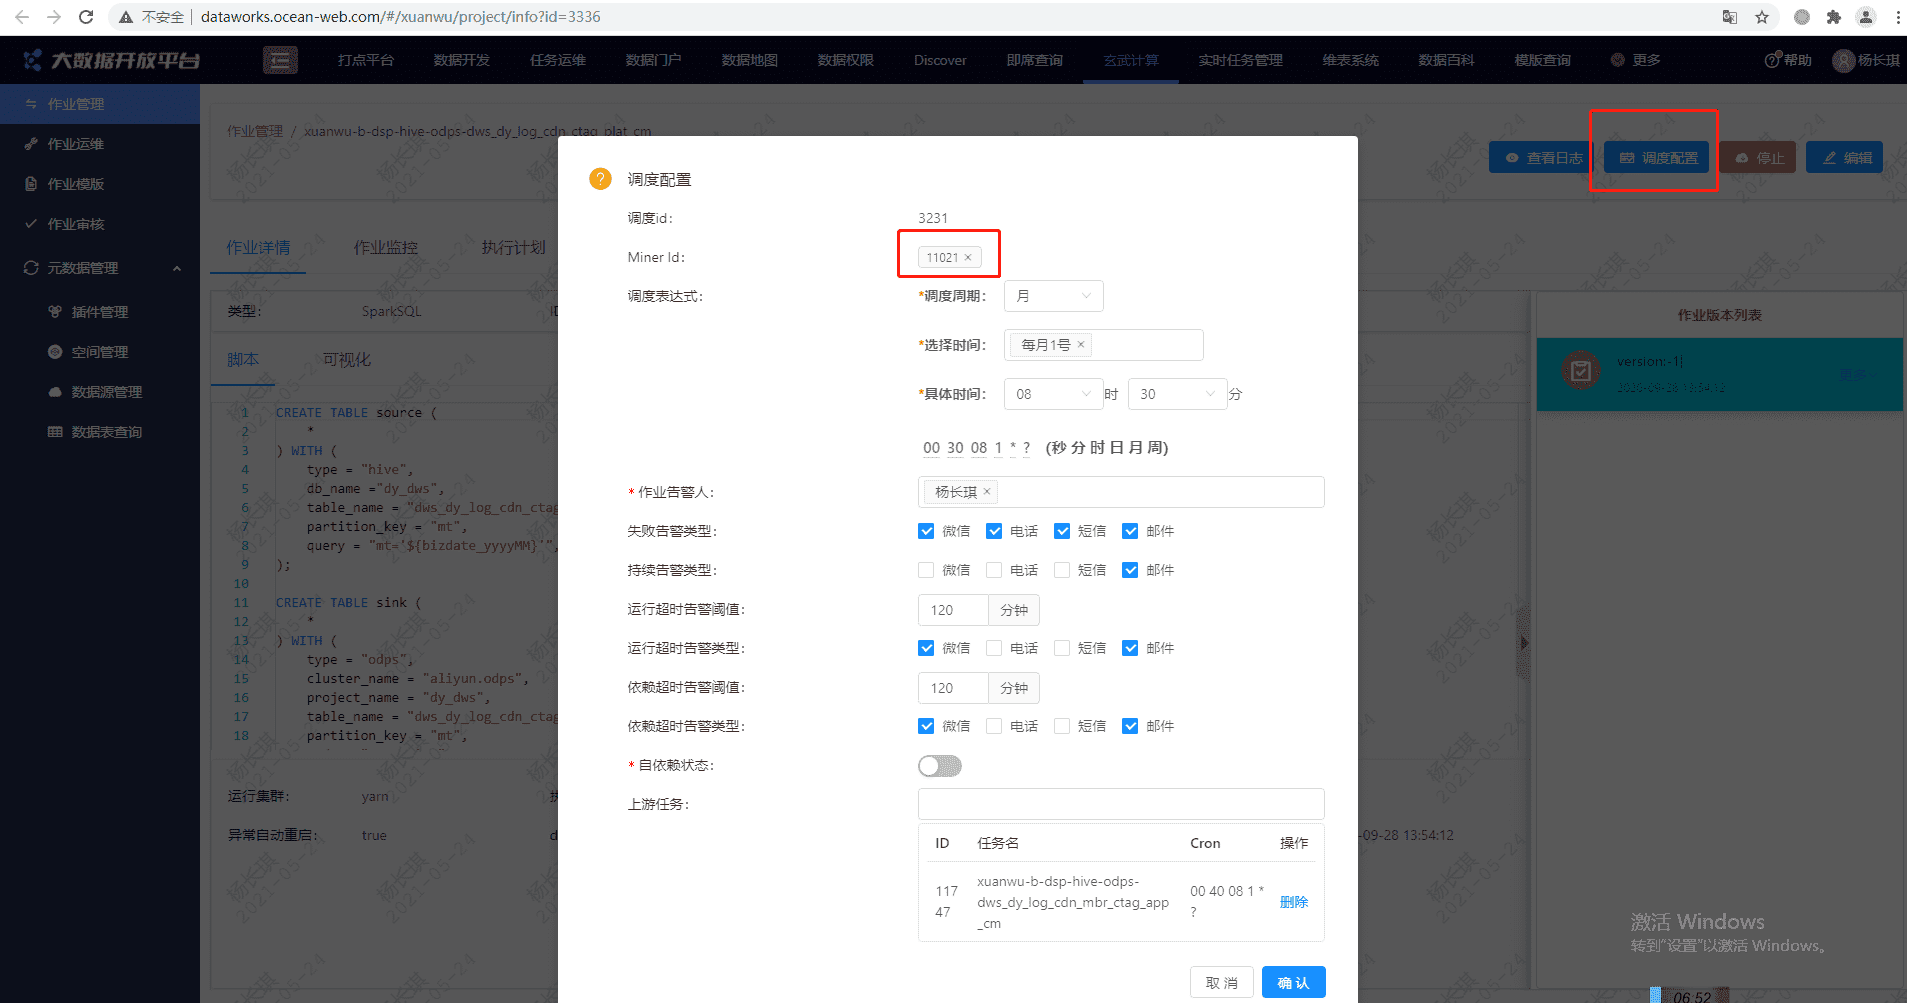 不安全 dataworks.ocean-web.com/#/xuanwu/project/info?id=3336
大数据开放平台 打点平台 数据开发 任务运维 数据门户 数据地图 数据权限 Discover 即席查询 玄武计算 实时任务管理 维表系统 数据百科 模版查询 更多 帮助 杨长琪
作业管理
作业运维
作业模版
作业审核
元数据管理
插件管理
空间管理
数据源管理
数据表查询
作业管理 / xuanwu-b-dsp-hive-odps-dws_dy_log_cdn_ctag_plat_cm
查看日志 调度配置 停止 编辑
作业详情 作业监控 执行计划
类型: SparkSQL
脚本 可视化
1 CREATE TABLE source (
2 *
3 ) WITH (
4 type = "hive",
5 db_name ="dy_dws",
6 table_name = "dws_dy_log_cdn_ctag
7 partition_key = "mt",
8 query = "mt='${bizdate_yyyyMM}'",
9 );
10
11 CREATE TABLE sink (
12 *
13 ) WITH (
14 type = "odps",
15 cluster_name = "aliyun.odps",
16 project_name = "dy_dws",
17 table_name = "dws_dy_log_cdn_ctag
18 partition_key = "mt",
运行集群: yarn
异常自动重启: true
-09-28 13:54:12
调度配置
调度id: 3231
Miner Id: 11021 ×
调度表达式: *调度周期: 月
*选择时间: 每月1号 ×
*具体时间: 08 时 30 分
00 30 08 1 * ? (秒 分 时 日 月 周)
* 作业告警人: 杨长琪 ×
失败告警类型: 微信 电话 短信 邮件
持续告警类型: 微信 电话 短信 邮件
运行超时告警阈值: 120 分钟
运行超时告警类型: 微信 电话 短信 邮件
依赖超时告警阈值: 120 分钟
依赖超时告警类型: 微信 电话 短信 邮件
* 自依赖状态:
上游任务:
ID 任务名 Cron 操作
11747 xuanwu-b-dsp-hive-odps-dws_dy_log_cdn_mbr_ctag_app_cm 00 40 08 1 * ? 删除
取 消 确 认
作业版本列表
version:-1
2020-09-28 13:54:12
更多
激活 Windows
转到"设置"以激活 Windows。
06:52
杨长琪
2021-05-24